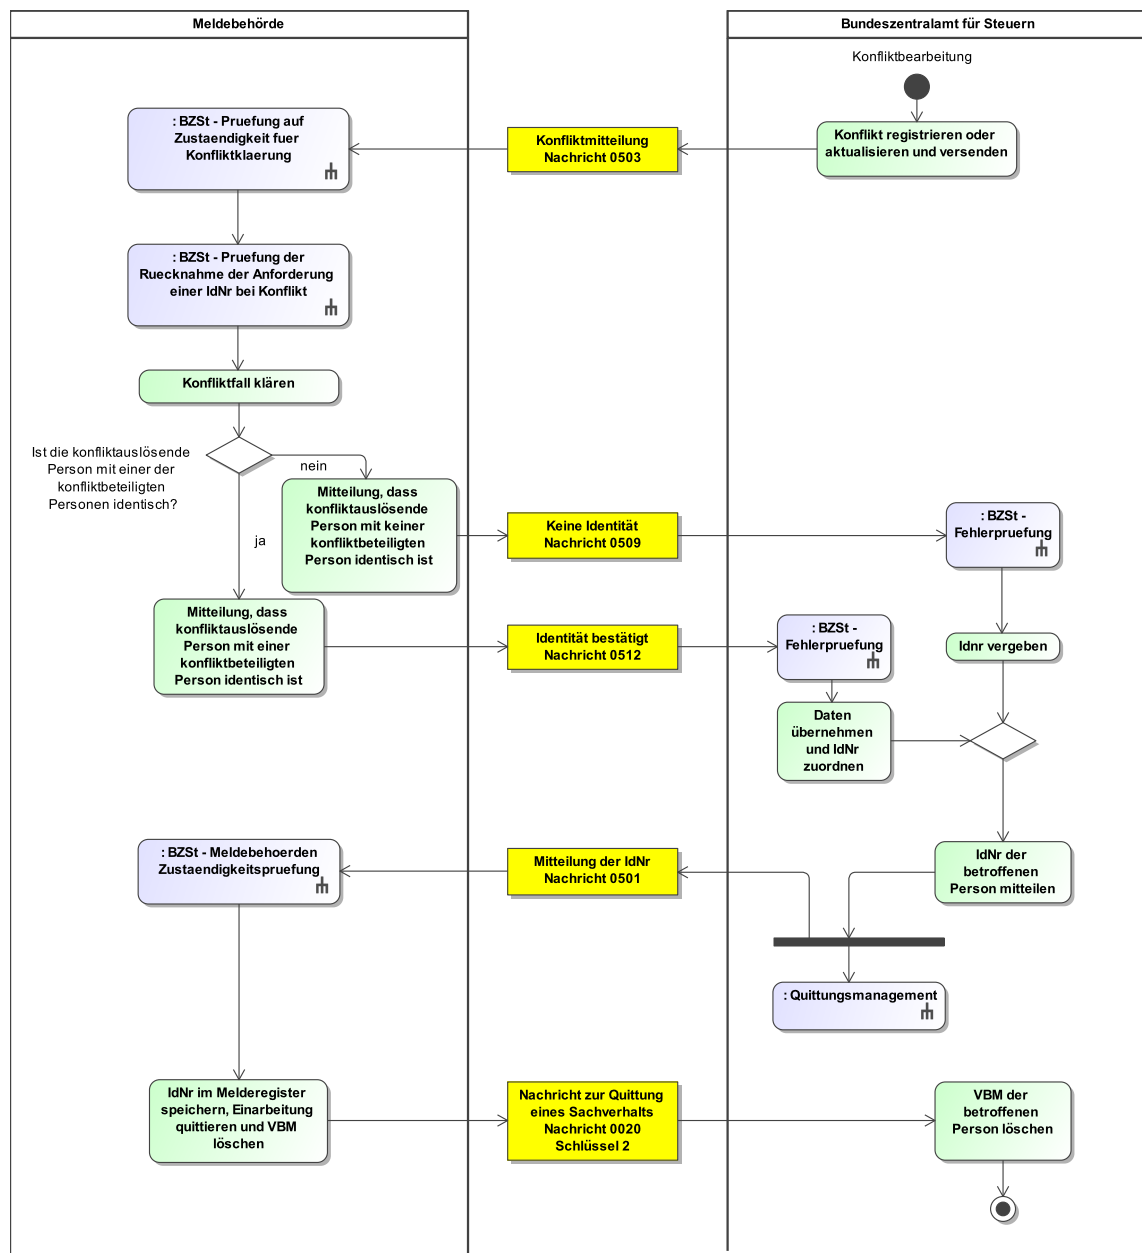 Meldebehörde
Bundeszentralamt für Steuern
Konfliktbearbeitung
: BZSt - Pruefung auf
Zustaendigkeit fuer
Konfliktklaerung
Konfliktmitteilung
Nachricht 0503
Konflikt registrieren oder
aktualisieren und versenden
: BZSt - Pruefung der
Ruecknahme der Anforderung
einer IdNr bei Konflikt
Konfliktfall klären
Ist die konfliktauslösende
Person mit einer der
konfliktbeteiligten
Personen identisch?
nein
ja
Mitteilung, dass
konfliktauslösende
Person mit keiner
konfliktbeteiligten
Person identisch ist
Keine Identität
Nachricht 0509
: BZSt -
Fehlerpruefung
Mitteilung, dass
konfliktauslösende
Person mit einer
konfliktbeteiligten
Person identisch ist
Identität bestätigt
Nachricht 0512
: BZSt -
Fehlerpruefung
Idnr vergeben
Daten
übernehmen
und IdNr
zuordnen
: BZSt - Meldebehoerden
Zustaendigkeitspruefung
Mitteilung der IdNr
Nachricht 0501
IdNr der
betroffenen
Person mitteilen
: Quittungsmanagement
IdNr im Melderegister
speichern, Einarbeitung
quittieren und VBM
löschen
Nachricht zur Quittung
eines Sachverhalts
Nachricht 0020
Schlüssel 2
VBM der
betroffenen
Person löschen